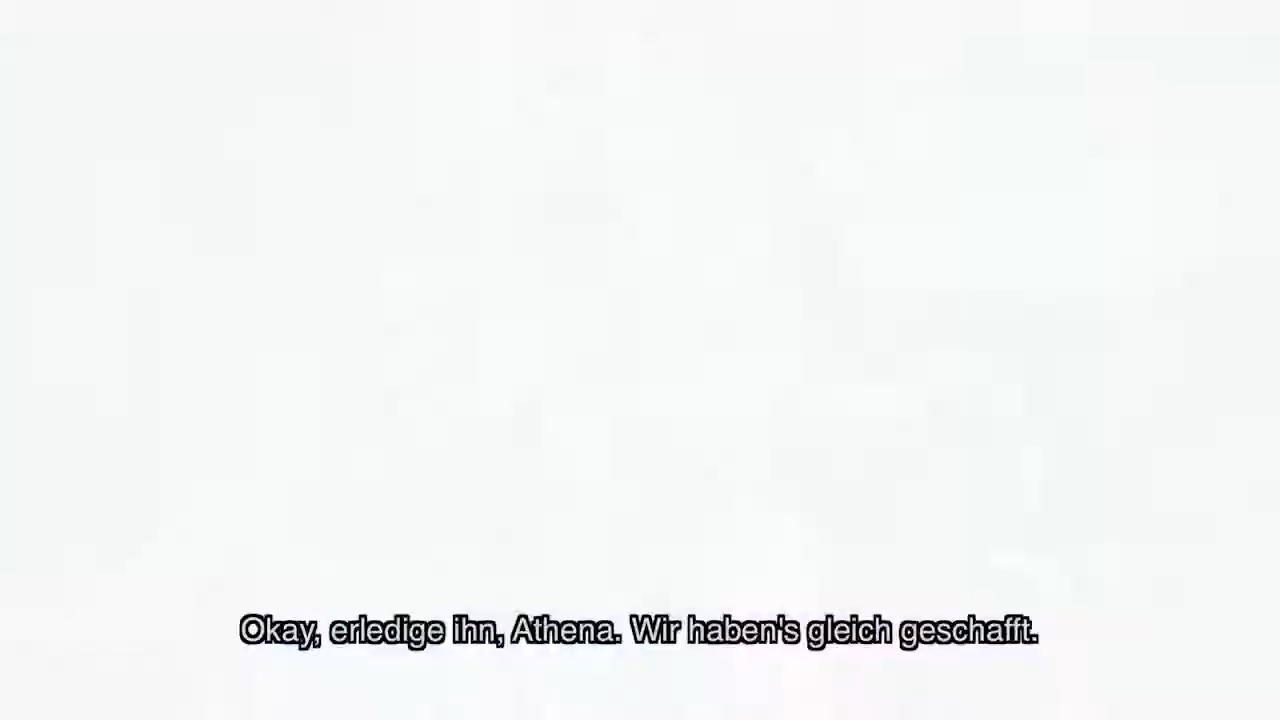 Okay, erledige ihn, Athena. Wir haben's gleich geschafft.